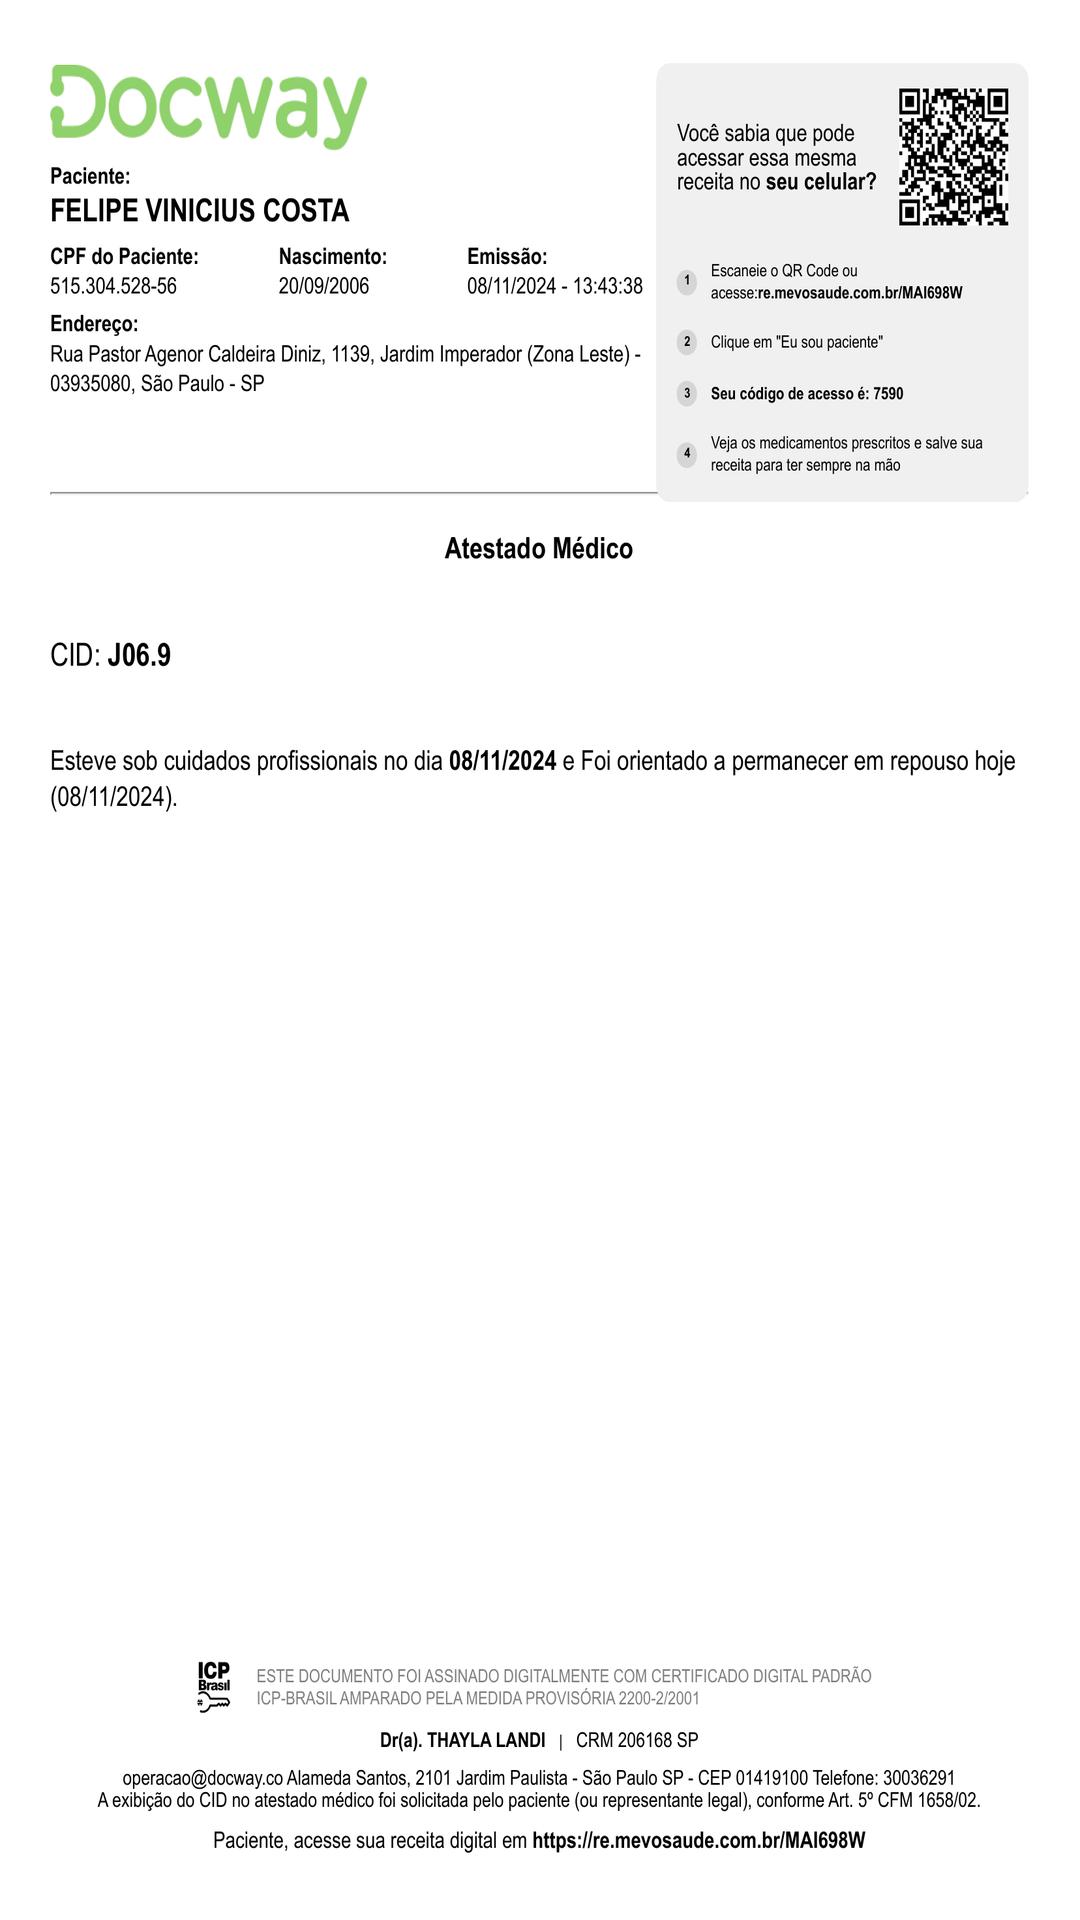 Docway
Paciente:
FELIPE VINICIUS COSTA
CPF do Paciente: Nascimento: Emissão:
515.304.528-56 20/09/2006 08/11/2024 - 13:43:38
Endereço:
Rua Pastor Agenor Caldeira Diniz, 1139, Jardim Imperador (Zona Leste) -
03935080, São Paulo - SP
Você sabia que pode
acessar essa mesma
receita no seu celular?
1 Escaneie o QR Code ou
acesse:re.mevosaude.com.br/MAI698W
2 Clique em "Eu sou paciente"
3 Seu código de acesso é: 7590
4 Veja os medicamentos prescritos e salve sua
receita para ter sempre na mão
Atestado Médico
CID: J06.9
Esteve sob cuidados profissionais no dia 08/11/2024 e Foi orientado a permanecer em repouso hoje
(08/11/2024).
ICP
Brasil
ESTE DOCUMENTO FOI ASSINADO DIGITALMENTE COM CERTIFICADO DIGITAL PADRÃO
ICP-BRASIL AMPARADO PELA MEDIDA PROVISÓRIA 2200-2/2001
Dr(a). THAYLA LANDI | CRM 206168 SP
operacao@docway.co Alameda Santos, 2101 Jardim Paulista - São Paulo SP - CEP 01419100 Telefone: 30036291
A exibição do CID no atestado médico foi solicitada pelo paciente (ou representante legal), conforme Art. 5º CFM 1658/02.
Paciente, acesse sua receita digital em https://re.mevosaude.com.br/MAI698W